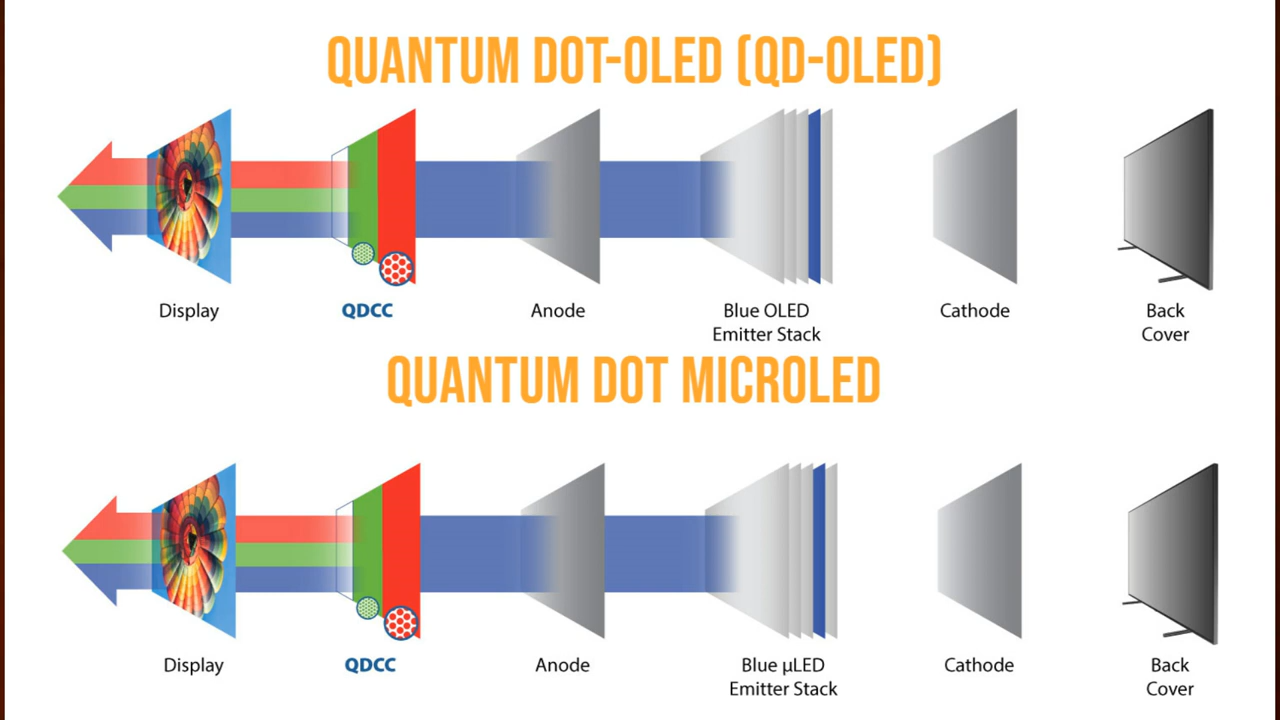 QUANTUM DOT-OLED (QD-OLED)
Display
QDCC
Anode
Blue OLED
Emitter Stack
Cathode
Back
Cover
QUANTUM DOT MICROLED
Display
QDCC
Anode
Blue µLED
Emitter Stack
Cathode
Back
Cover